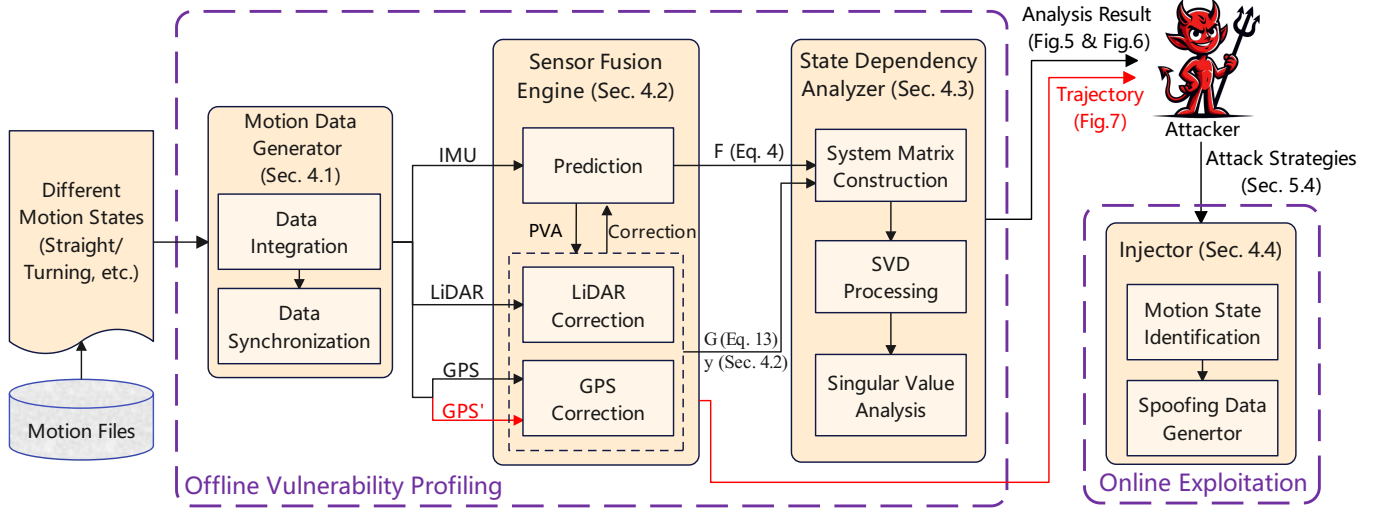 Different
Motion States
(Straight/
Turning, etc.)
Motion Files
Motion Data
Generator
(Sec. 4.1)
Data
Integration
Data
Synchronization
IMU
LiDAR
GPS
GPS'
Sensor Fusion
Engine (Sec. 4.2)
Prediction
PVA
Correction
LiDAR
Correction
GPS
Correction
F (Eq. 4)
G (Eq. 13)
y (Sec. 4.2)
State Dependency
Analyzer (Sec. 4.3)
System Matrix
Construction
SVD
Processing
Singular Value
Analysis
Offline Vulnerability Profiling
Analysis Result
(Fig.5 & Fig.6)
Trajectory
(Fig.7)
Attacker
Attack Strategies
(Sec. 5.4)
Injector (Sec. 4.4)
Motion State
Identification
Spoofing Data
Genertor
Online Exploitation